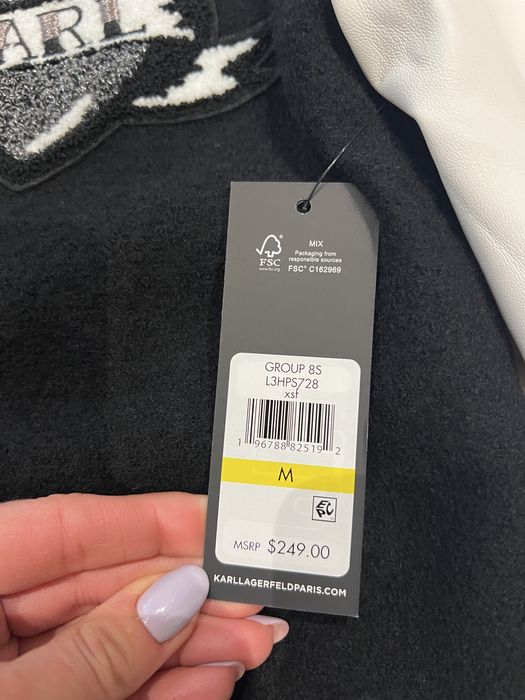 ARL
FSC
www.fsc.org
MIX
Packaging from
responsible sources
FSC® C162969
GROUP 8S
L3HPS728
xsf
1 96788 82519 2
M
EPC
MSRP $249.00
KARLLAGERFELDPARIS.COM